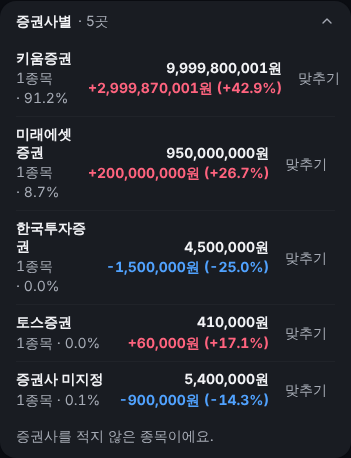 증권사별 · 5곳
키움증권
1종목
· 91.2%
9,999,800,001원
+2,999,870,001원 (+42.9%)
맞추기
미래에셋
증권
1종목
· 8.7%
950,000,000원
+200,000,000원 (+26.7%)
맞추기
한국투자증
권
1종목
· 0.0%
4,500,000원
-1,500,000원 (-25.0%)
맞추기
토스증권
1종목 · 0.0%
410,000원
+60,000원 (+17.1%)
맞추기
증권사 미지정
1종목 · 0.1%
5,400,000원
-900,000원 (-14.3%)
맞추기
증권사를 적지 않은 종목이에요.